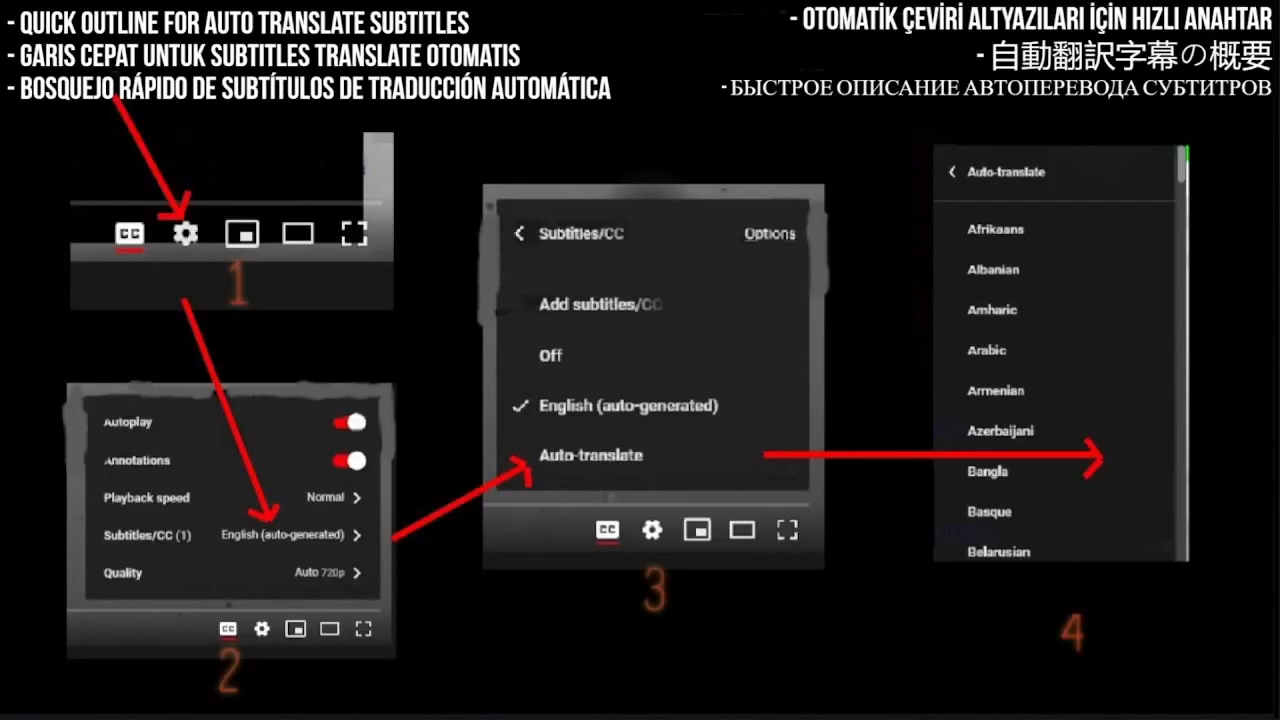 - QUICK OUTLINE FOR AUTO TRANSLATE SUBTITLES
- GARIS CEPAT UNTUK SUBTITLES TRANSLATE OTOMATIS
- BOSQUEJO RÁPIDO DE SUBTÍTULOS DE TRADUCCIÓN AUTOMÁTICA
- OTOMATİK ÇEVİRİ ALTYAZILARI İÇİN HIZLI ANAHTAR
- 自動翻訳字幕の概要
- БЫСТРОЕ ОПИСАНИЕ АВТОПЕРЕВОДА СУБТИТРОВ
CC
1
Autoplay
Annotations
Playback speed Normal
Subtitles/CC (1) English (auto-generated)
Quality Auto 720p
CC
2
Subtitles/CC Options
Add subtitles/CC
Off
English (auto-generated)
Auto-translate
CC
3
Auto-translate
Afrikaans
Albanian
Amharic
Arabic
Armenian
Azerbaijani
Bangla
Basque
Belarusian
4